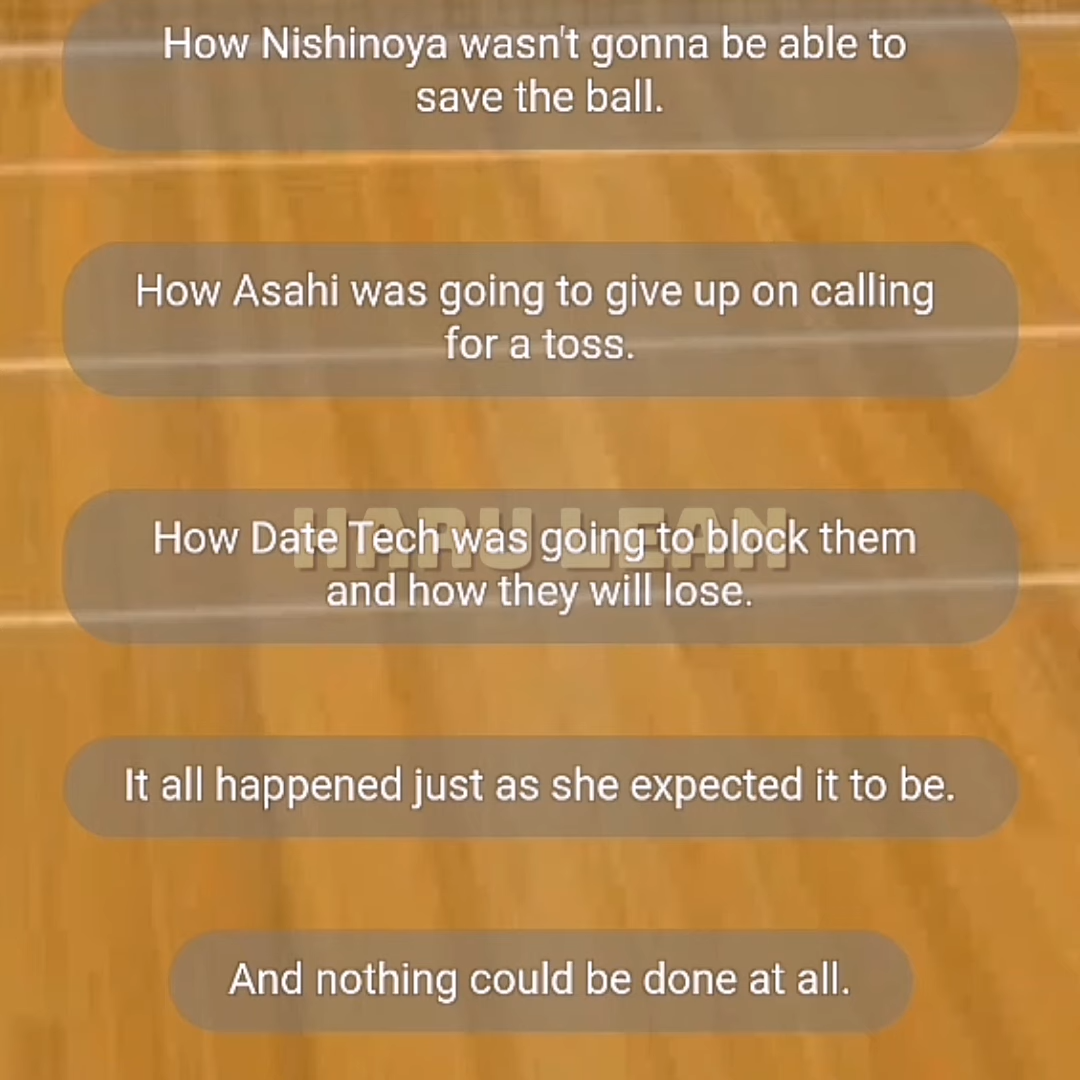 How Nishinoya wasn't gonna be able to
save the ball.
How Asahi was going to give up on calling
for a toss.
HARU LEAN
How Date Tech was going to block them
and how they will lose.
It all happened just as she expected it to be.
And nothing could be done at all.